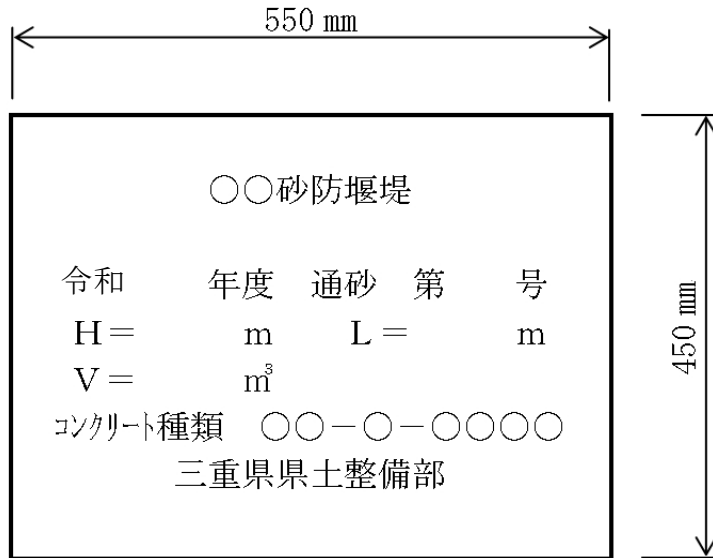 550 mm
○○砂防堰堤
令和　　年度　通砂　第　　号
H＝　　　m　　L＝　　　m
V＝　　　㎥
コンクリート種類　○○－○－○○○○
三重県県土整備部
450 mm